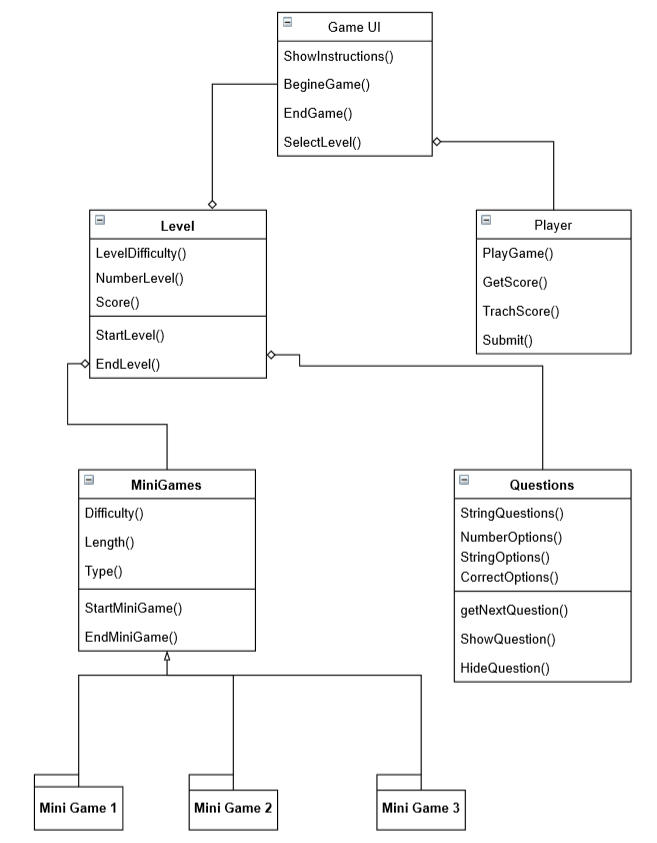 Game UI
ShowInstructions()
BegineGame()
EndGame()
SelectLevel()
Level
LevelDifficulty()
NumberLevel()
Score()
StartLevel()
EndLevel()
Player
PlayGame()
GetScore()
TrachScore()
Submit()
MiniGames
Difficulty()
Length()
Type()
StartMiniGame()
EndMiniGame()
Questions
StringQuestions()
NumberOptions()
StringOptions()
CorrectOptions()
getNextQuestion()
ShowQuestion()
HideQuestion()
Mini Game 1
Mini Game 2
Mini Game 3